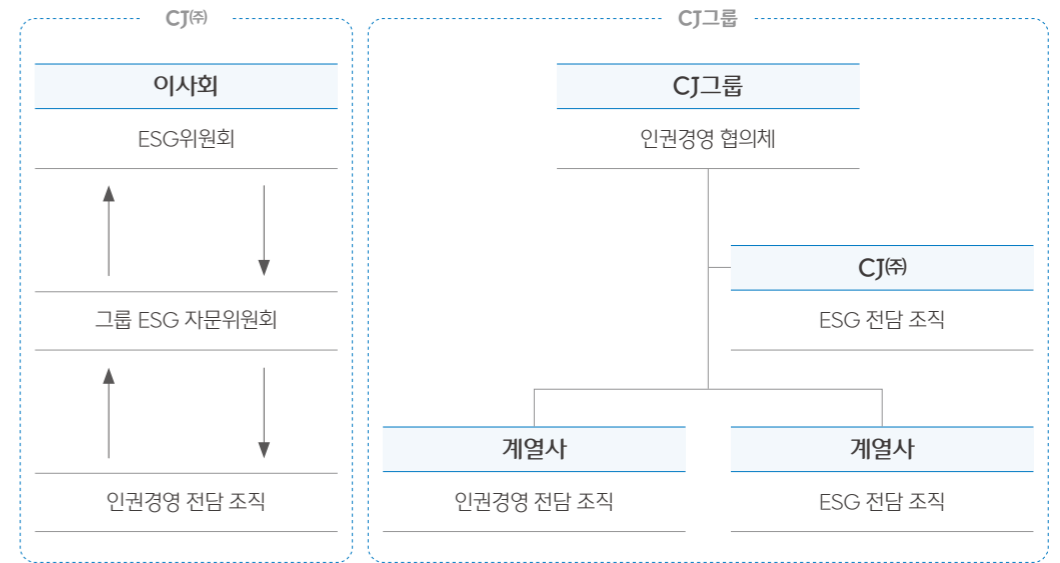 CJ㈜
이사회
ESG위원회
그룹 ESG 자문위원회
인권경영 전담 조직
CJ그룹
CJ그룹
인권경영 협의체
CJ㈜
ESG 전담 조직
계열사
인권경영 전담 조직
계열사
ESG 전담 조직